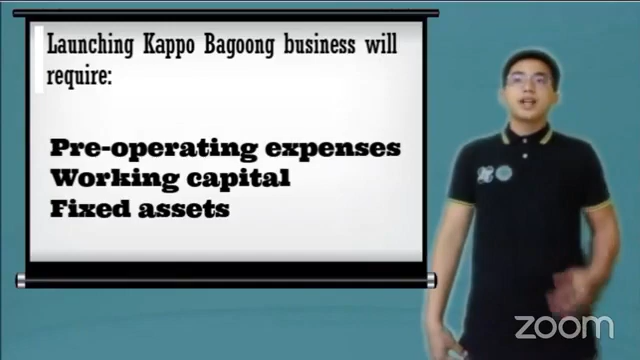 Launching Kappo Bagoong business will
require:
Pre-operating expenses
Working capital
Fixed assets
zoom